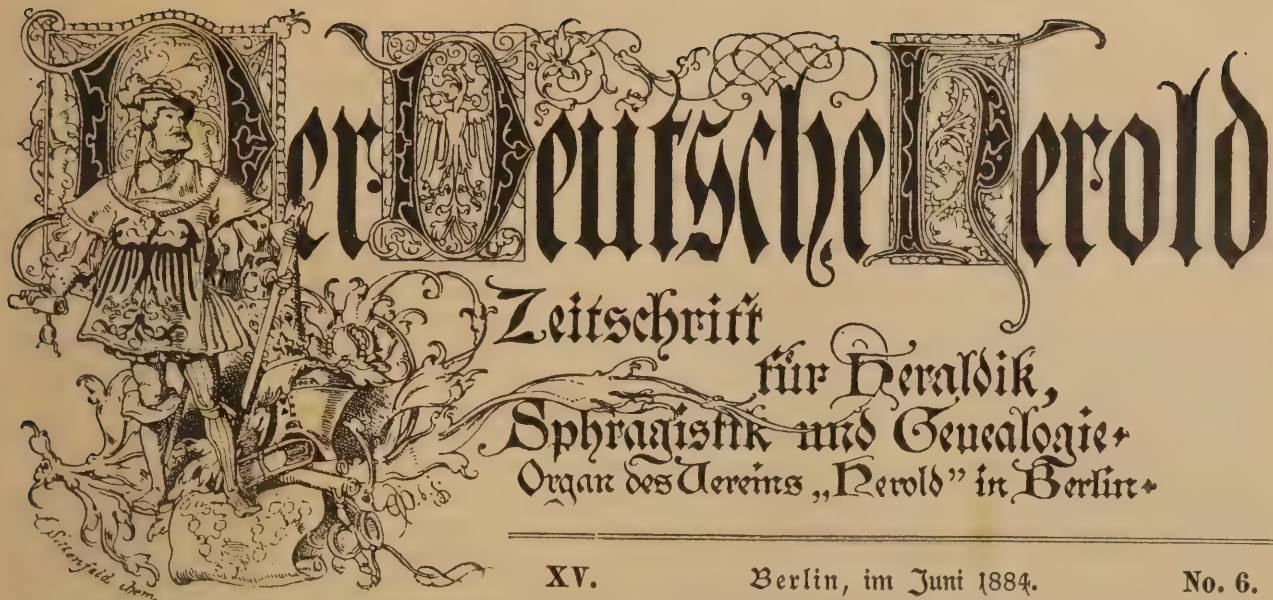 Der Deutsche Herold
Zeitschrift
für Heraldik,
Sphragistik und Genealogie.
Organ des Vereins „Herold” in Berlin.
XV. Berlin, im Juni 1884. No. 6.